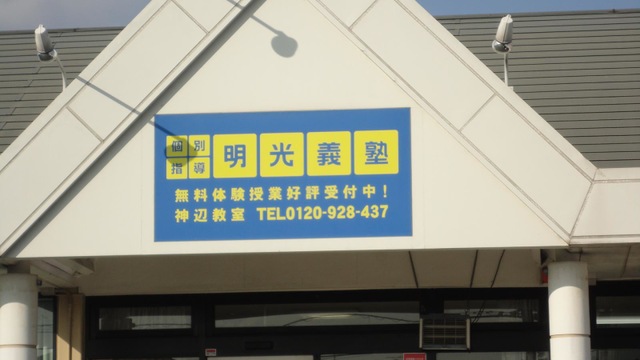 個別指導 明光義塾
無料体験授業好評受付中！
神辺教室 TEL0120-928-437